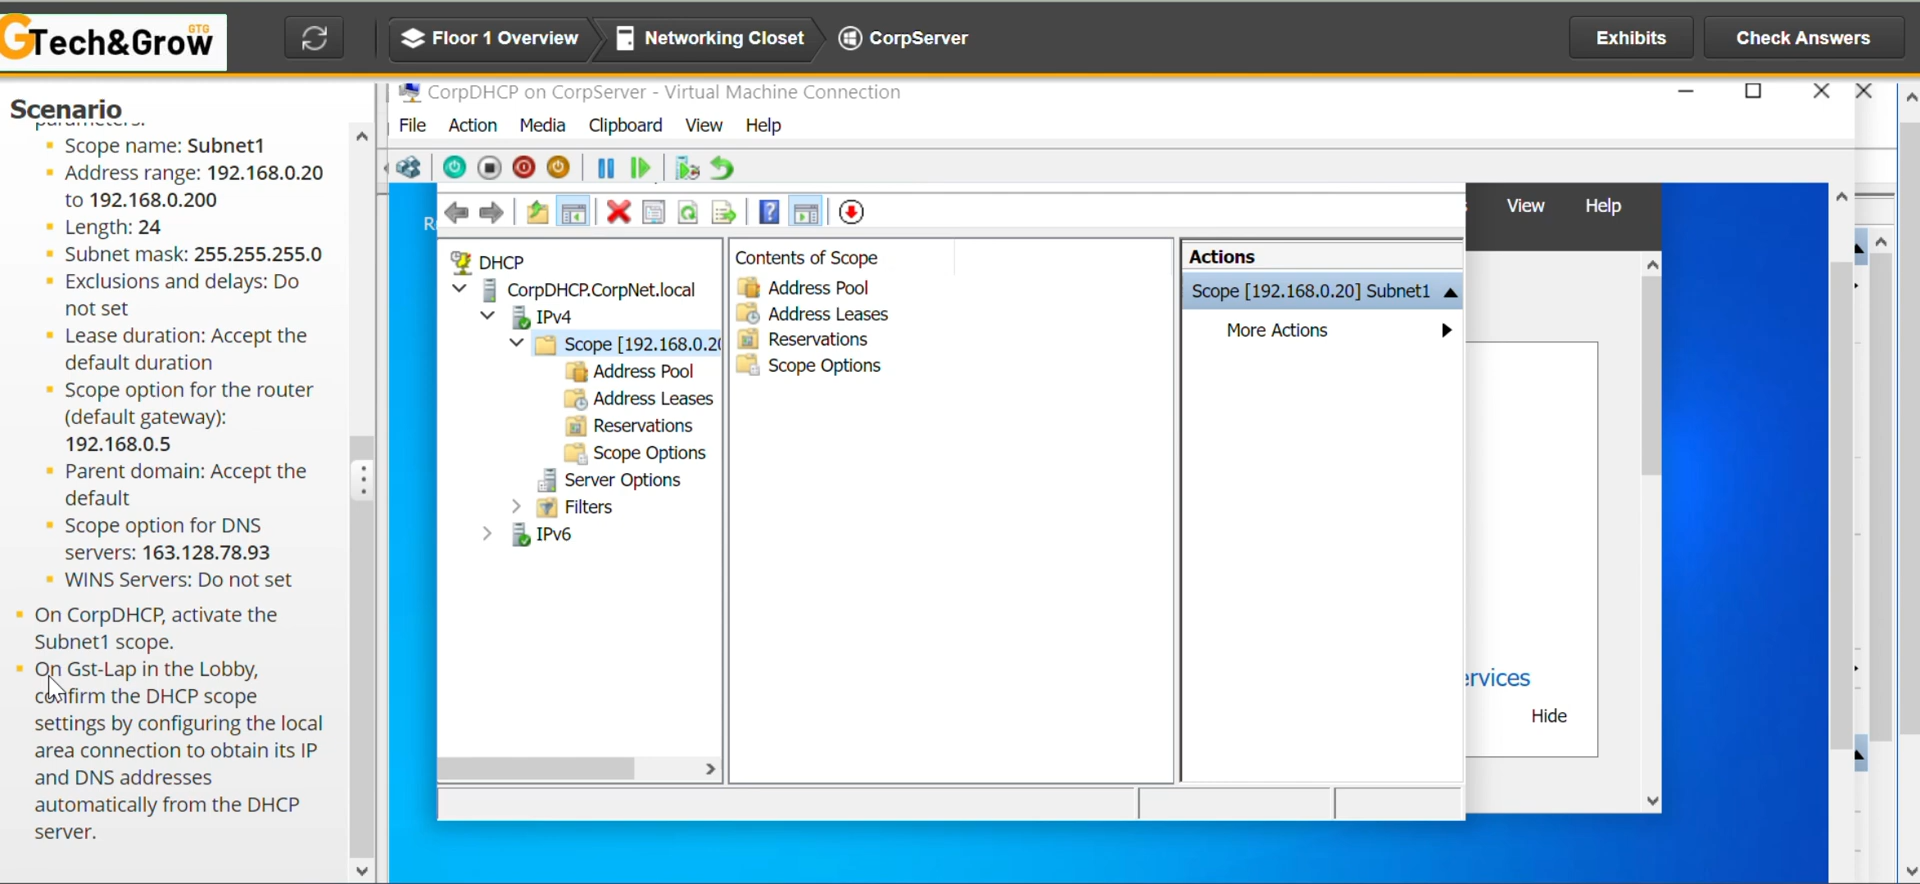 GTech&Grow
GTG
Floor 1 Overview
Networking Closet
CorpServer
Exhibits
Check Answers
Scenario
parameters:
Scope name: Subnet1
Address range: 192.168.0.20
to 192.168.0.200
Length: 24
Subnet mask: 255.255.255.0
Exclusions and delays: Do
not set
Lease duration: Accept the
default duration
Scope option for the router
(default gateway):
192.168.0.5
Parent domain: Accept the
default
Scope option for DNS
servers: 163.128.78.93
WINS Servers: Do not set
On CorpDHCP, activate the
Subnet1 scope.
On Gst-Lap in the Lobby,
confirm the DHCP scope
settings by configuring the local
area connection to obtain its IP
and DNS addresses
automatically from the DHCP
server.
CorpDHCP on CorpServer - Virtual Machine Connection
File Action Media Clipboard View Help
View Help
DHCP
CorpDHCP.CorpNet.local
IPv4
Scope [192.168.0.20
Address Pool
Address Leases
Reservations
Scope Options
Server Options
Filters
IPv6
Contents of Scope
Address Pool
Address Leases
Reservations
Scope Options
Actions
Scope [192.168.0.20] Subnet1
More Actions
ervices
Hide